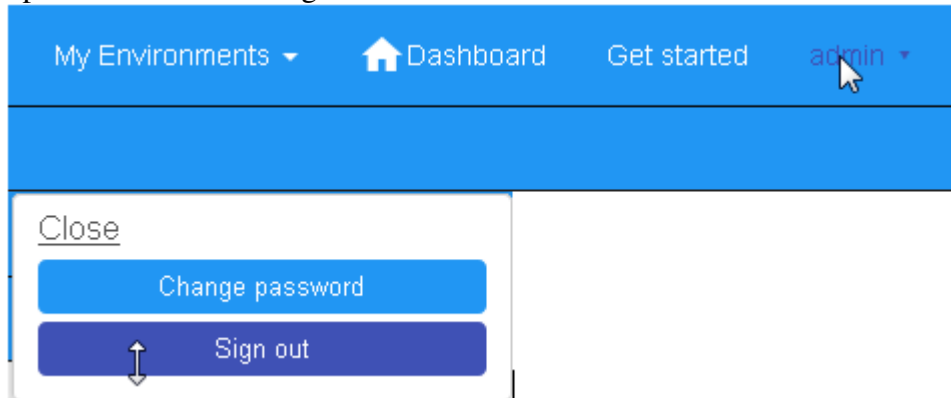 My Environments Dashboard Get started admin
Close
Change password
Sign out